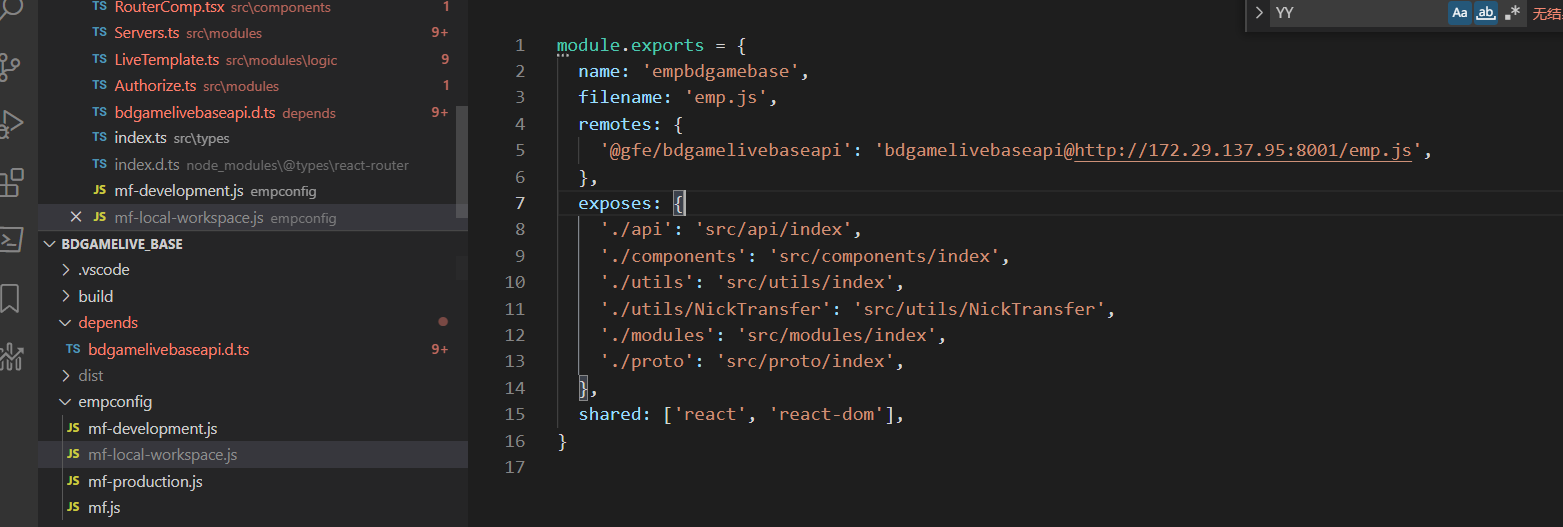 TS RouterComp.tsx src\components 1
TS Servers.ts src\modules 9+
TS LiveTemplate.ts src\modules\logic 9
TS Authorize.ts src\modules 1
TS bdgamelivebaseapi.d.ts depends 9+
TS index.ts src\types
TS index.d.ts node_modules\@types\react-router
JS mf-development.js empconfig
JS mf-local-workspace.js empconfig
BDGAMELIVE_BASE
.vscode
build
depends
TS bdgamelivebaseapi.d.ts 9+
dist
empconfig
JS mf-development.js
JS mf-local-workspace.js
JS mf-production.js
JS mf.js
YY Aa ab .* 无结
1 module.exports = {
2 name: 'empbdgamebase',
3 filename: 'emp.js',
4 remotes: {
5 '@gfe/bdgamelivebaseapi': 'bdgamelivebaseapi@http://172.29.137.95:8001/emp.js',
6 },
7 exposes: {
8 './api': 'src/api/index',
9 './components': 'src/components/index',
10 './utils': 'src/utils/index',
11 './utils/NickTransfer': 'src/utils/NickTransfer',
12 './modules': 'src/modules/index',
13 './proto': 'src/proto/index',
14 },
15 shared: ['react', 'react-dom'],
16 }
17